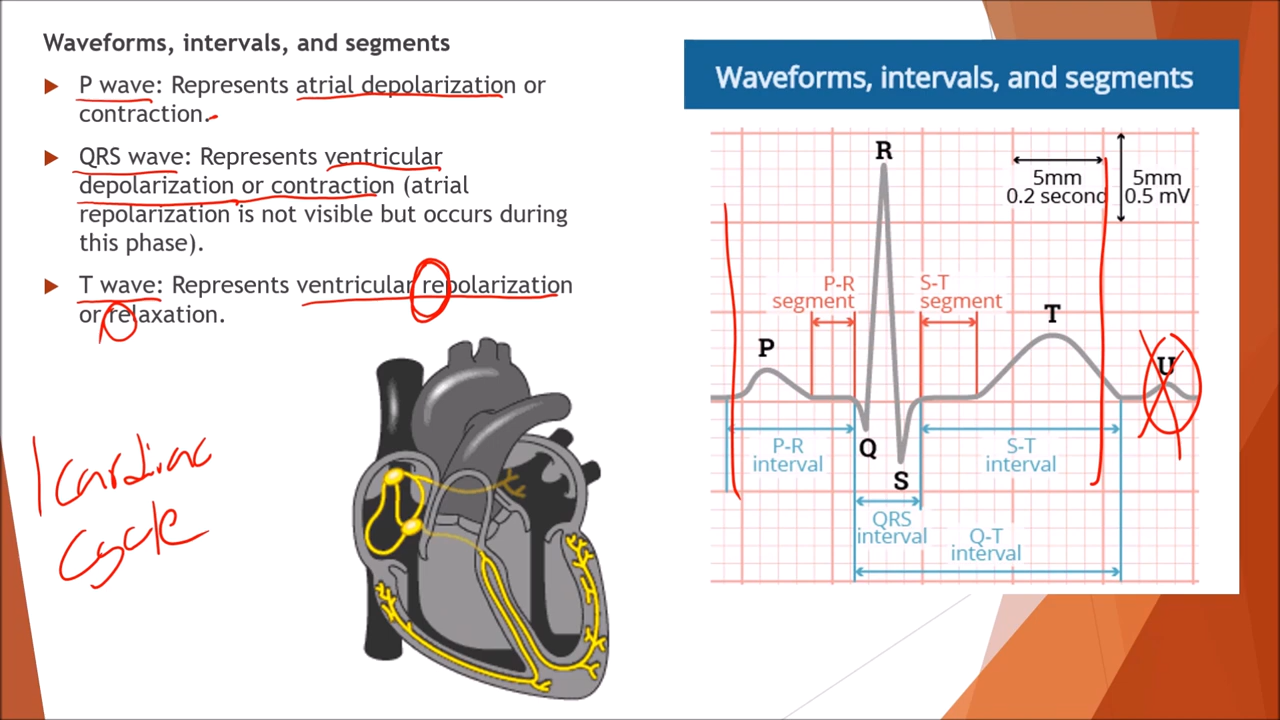 Waveforms, intervals, and segments
P wave: Represents atrial depolarization or
contraction.
QRS wave: Represents ventricular
depolarization or contraction (atrial
repolarization is not visible but occurs during
this phase).
T wave: Represents ventricular repolarization
or relaxation.
1 Cardiac
cycle
Waveforms, intervals, and segments
R
5mm
0.2 second
5mm
0.5 mV
P-R
segment
S-T
segment
P
T
U
Q
S
P-R
interval
S-T
interval
QRS
interval
Q-T
interval